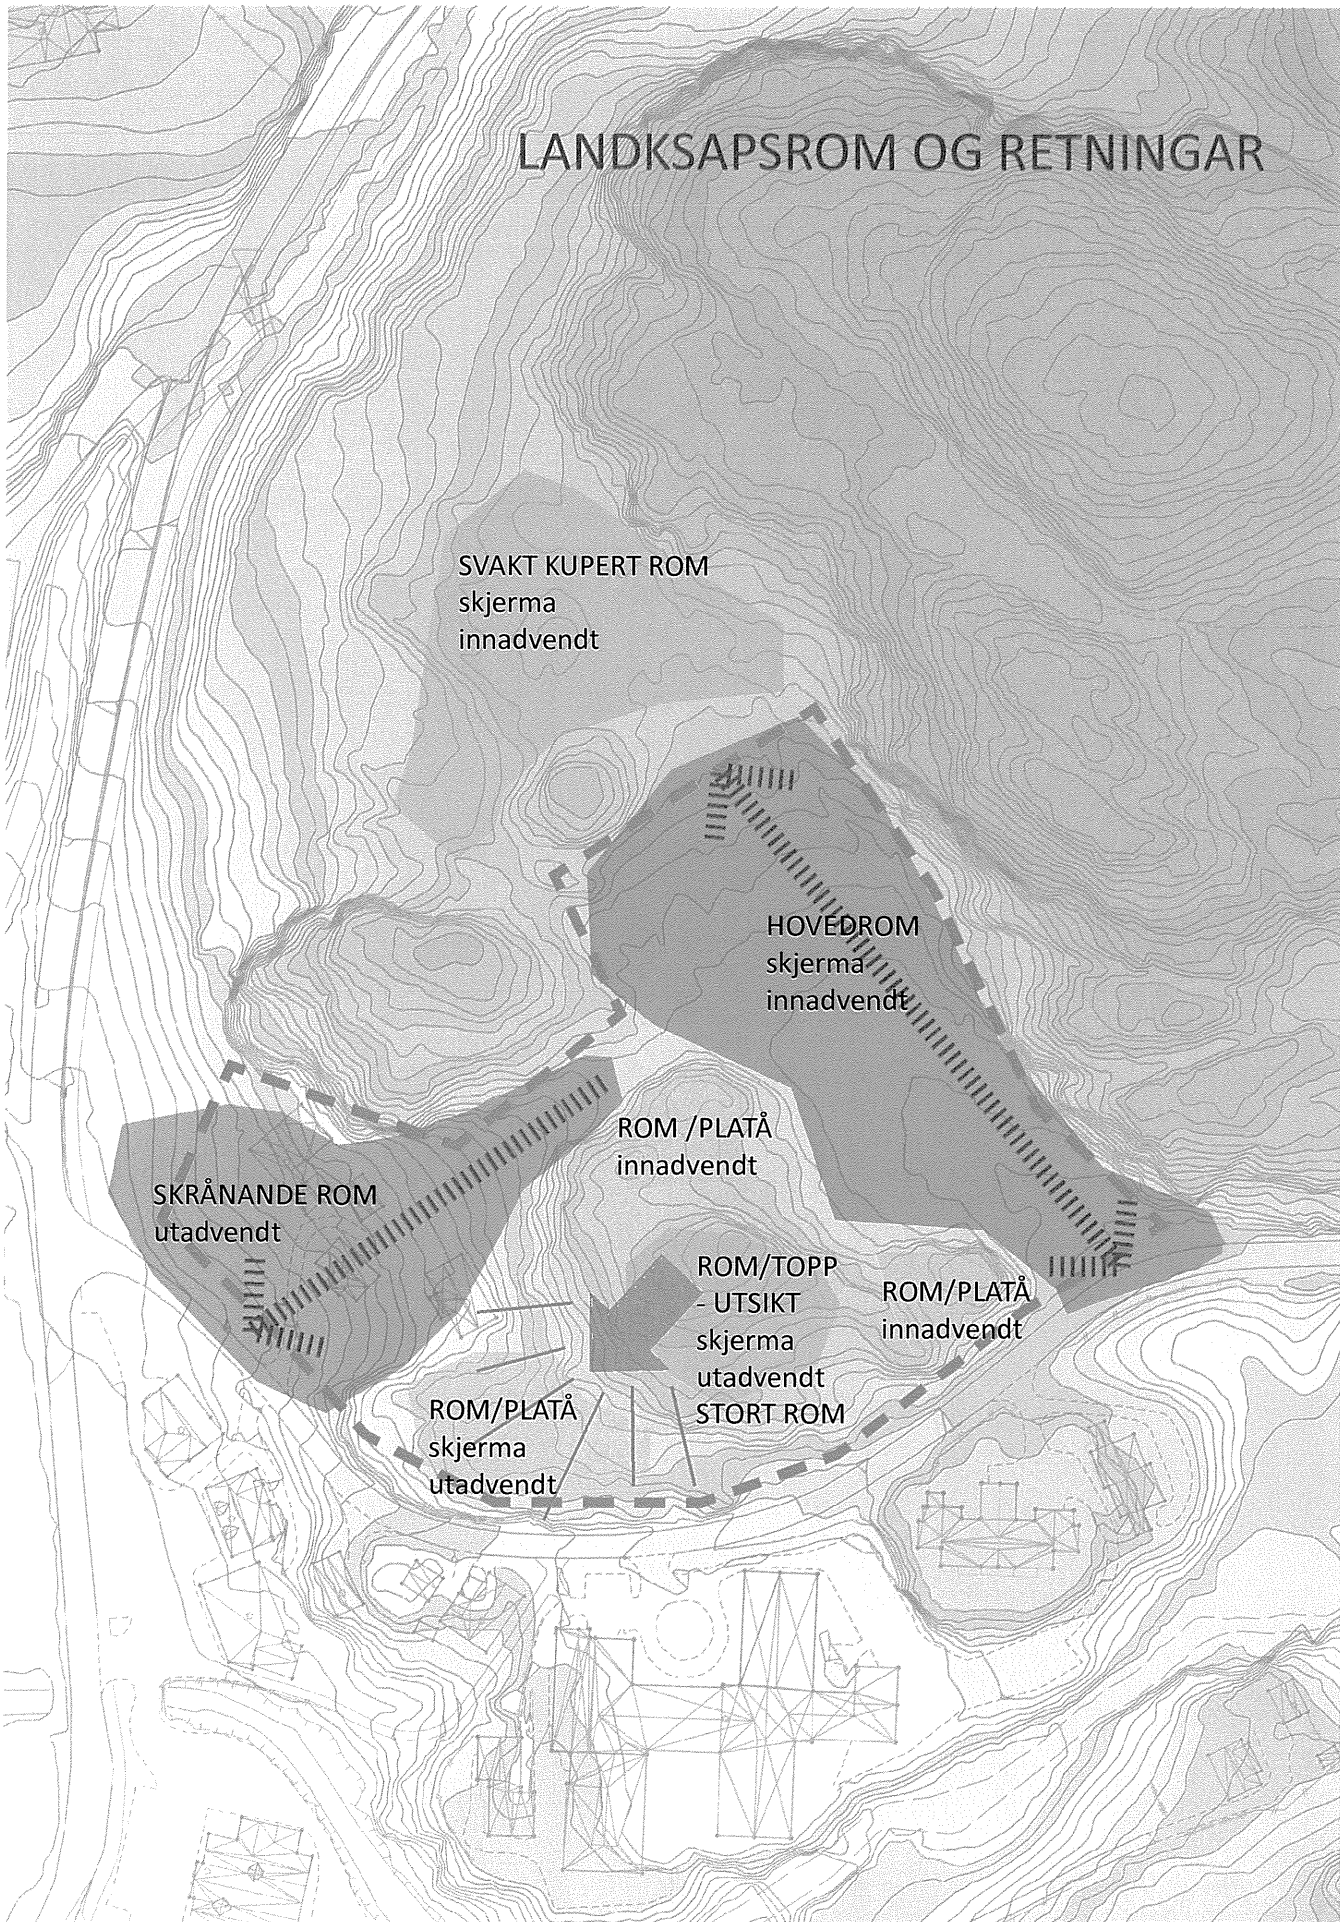 LANDKSAPSROM OG RETNINGAR
SVAKT KUPERT ROM
skjerma
innadvendt
HOVEDROM
skjerma
innadvendt
ROM /PLATÅ
innadvendt
SKRÅNANDE ROM
utadvendt
ROM/TOPP
- UTSIKT
skjerma
utadvendt
STORT ROM
ROM/PLATÅ
innadvendt
ROM/PLATÅ
skjerma
utadvendt